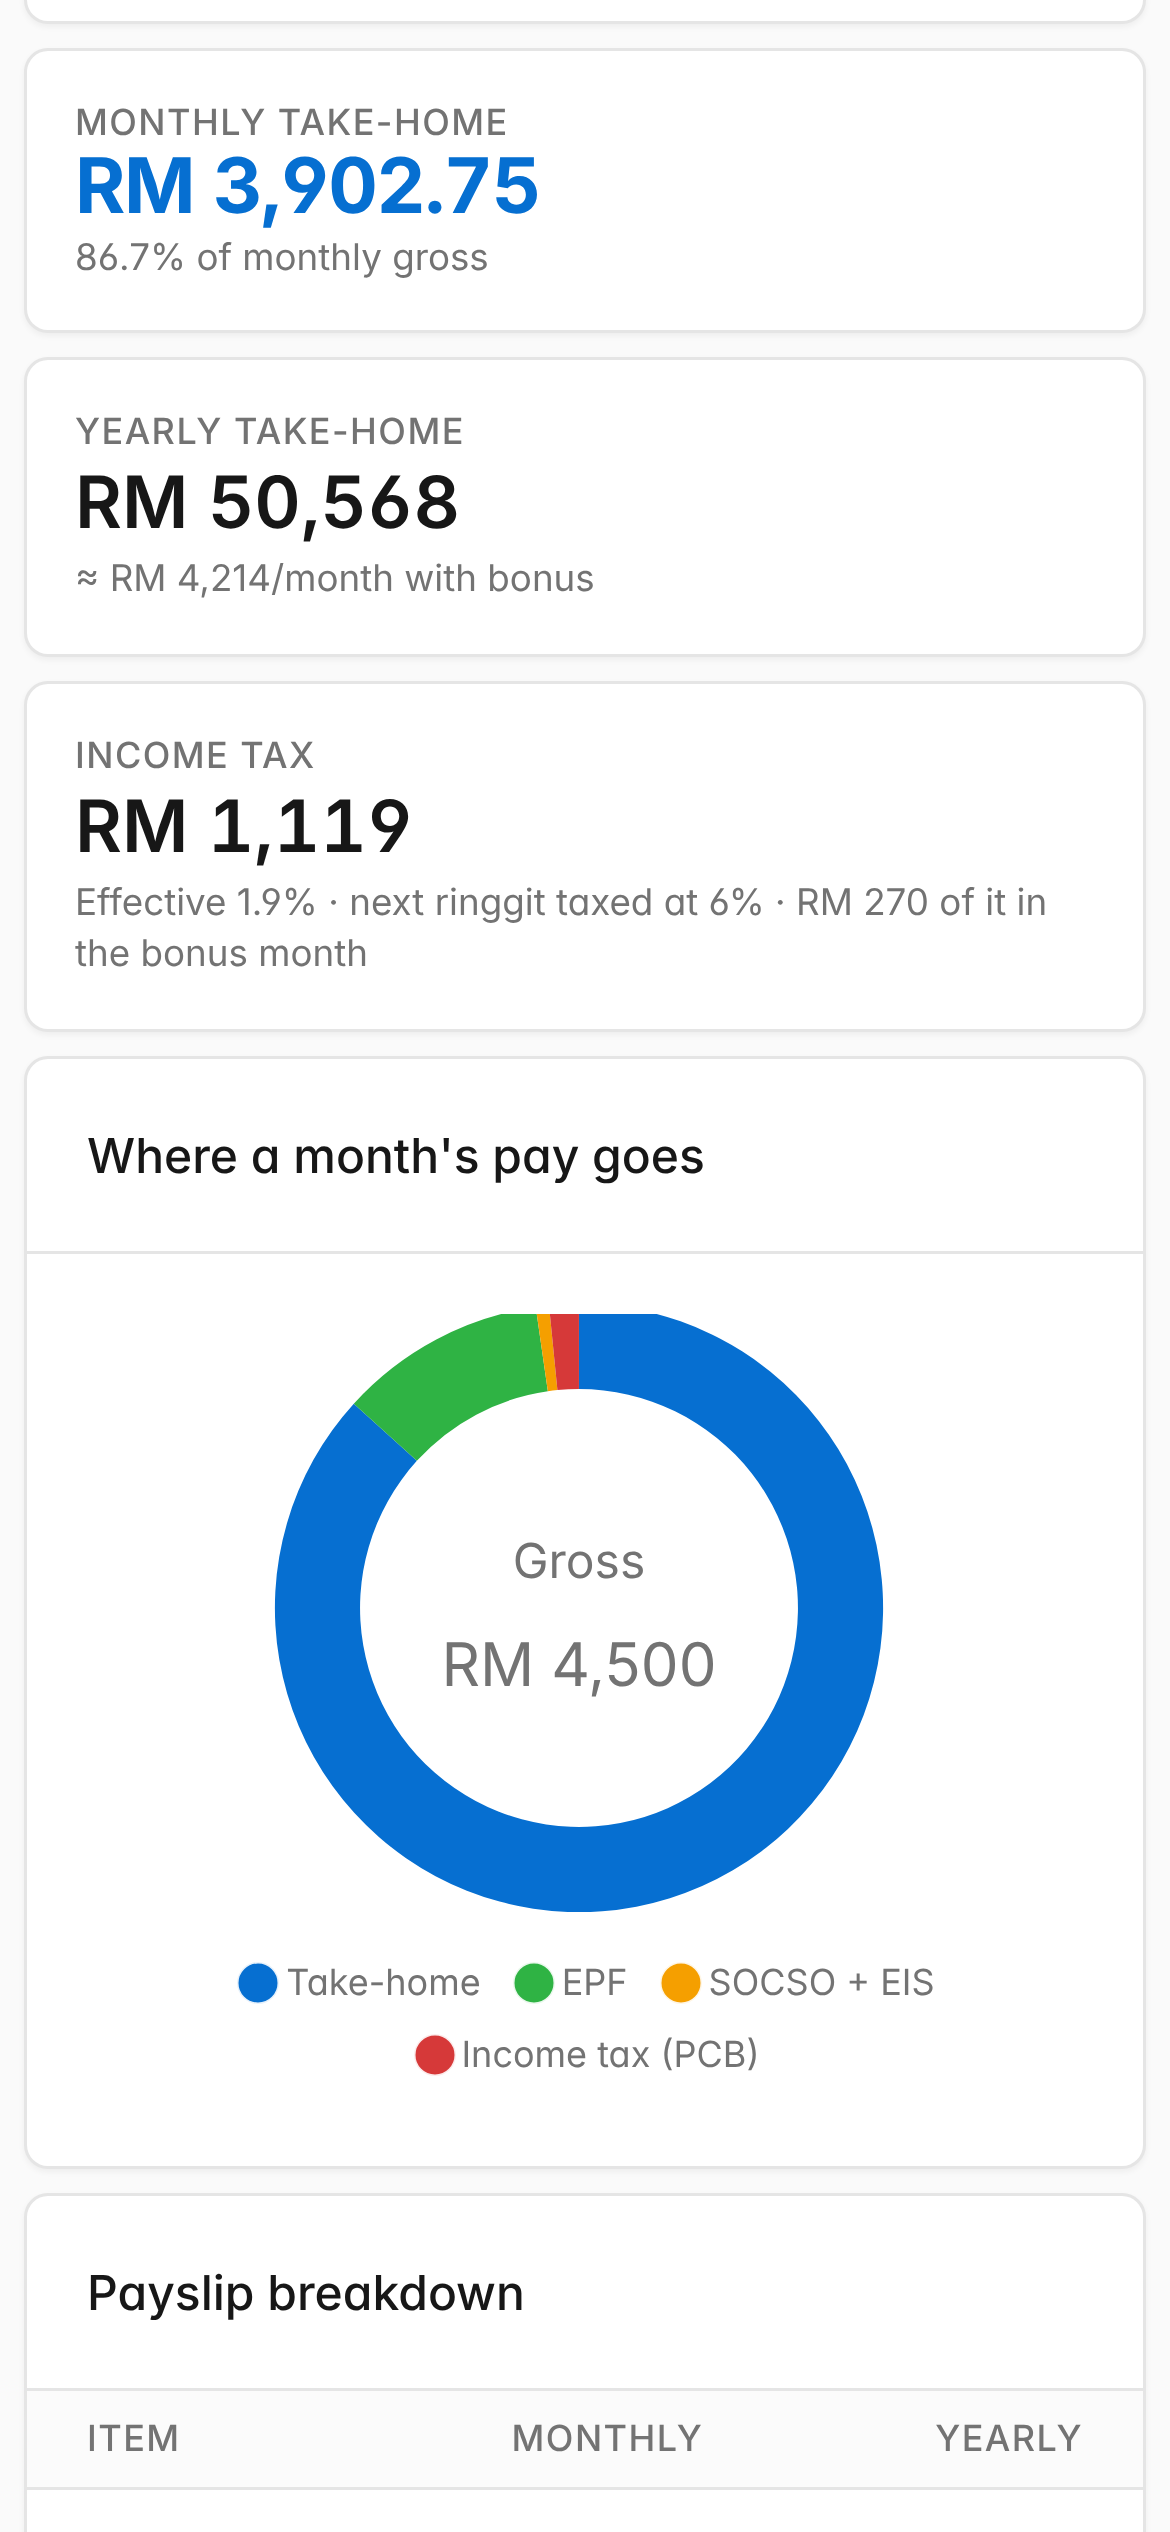 MONTHLY TAKE-HOME
RM 3,902.75
86.7% of monthly gross
YEARLY TAKE-HOME
RM 50,568
≈ RM 4,214/month with bonus
INCOME TAX
RM 1,119
Effective 1.9% · next ringgit taxed at 6% · RM 270 of it in
the bonus month
Where a month's pay goes
Gross
RM 4,500
Take-home EPF SOCSO + EIS
Income tax (PCB)
Payslip breakdown
ITEM MONTHLY YEARLY